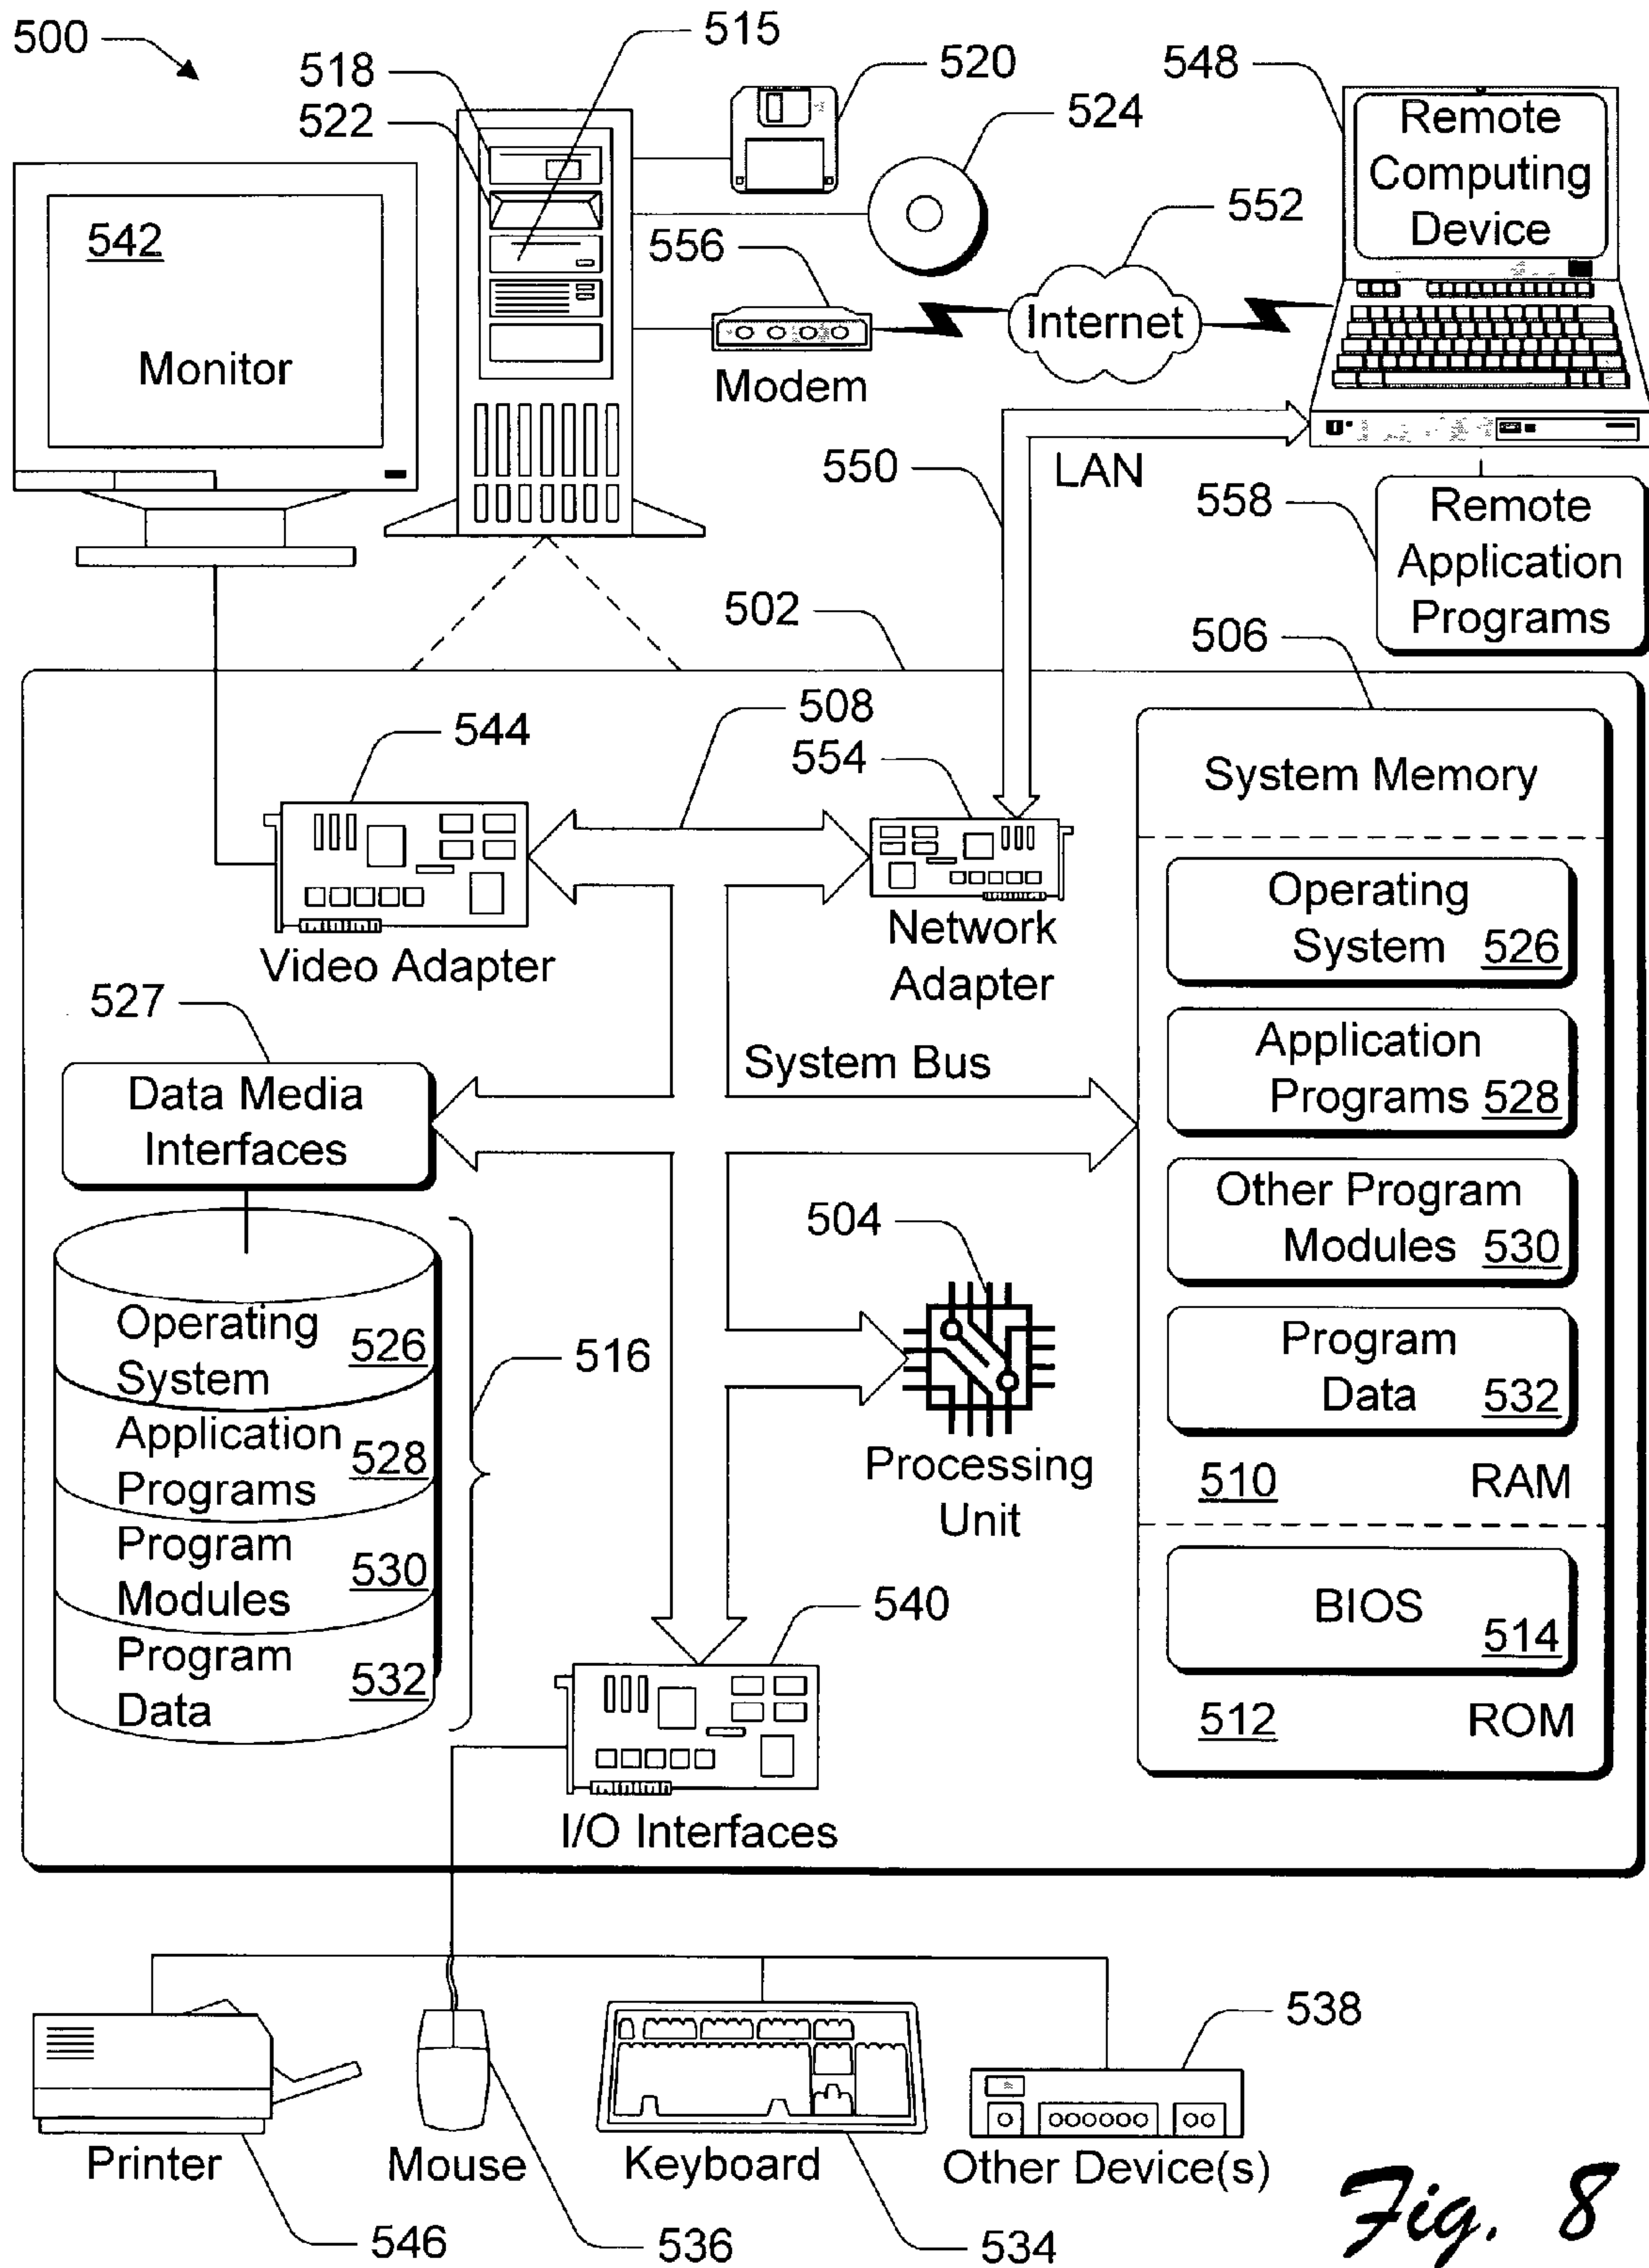 500
518
515
520
548
522
524
Remote
Computing
Device
542
556
552
Monitor
Internet
Modem
550
LAN
558
Remote
Application
Programs
502
506
508
544
554
System Memory
Operating
System 526
Video Adapter
Network
Adapter
527
Application
Programs 528
System Bus
Data Media
Interfaces
Other Program
Modules 530
504
Operating
System 526
516
Program
Data 532
Application
Programs 528
Processing
Unit
510 RAM
Program
Modules 530
BIOS 514
540
Program
Data 532
512 ROM
I/O Interfaces
538
Printer
Mouse
Keyboard
Other Device(s)
546
536
534
Fig. 8